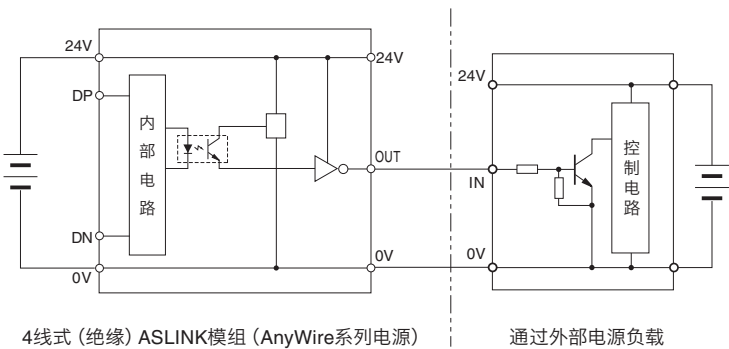 24V
24V
DP
内部电路
OUT
DN
0V
0V
24V
IN
控制电路
0V
4线式（绝缘）ASLINK模组（AnyWire系列电源）
通过外部电源负载